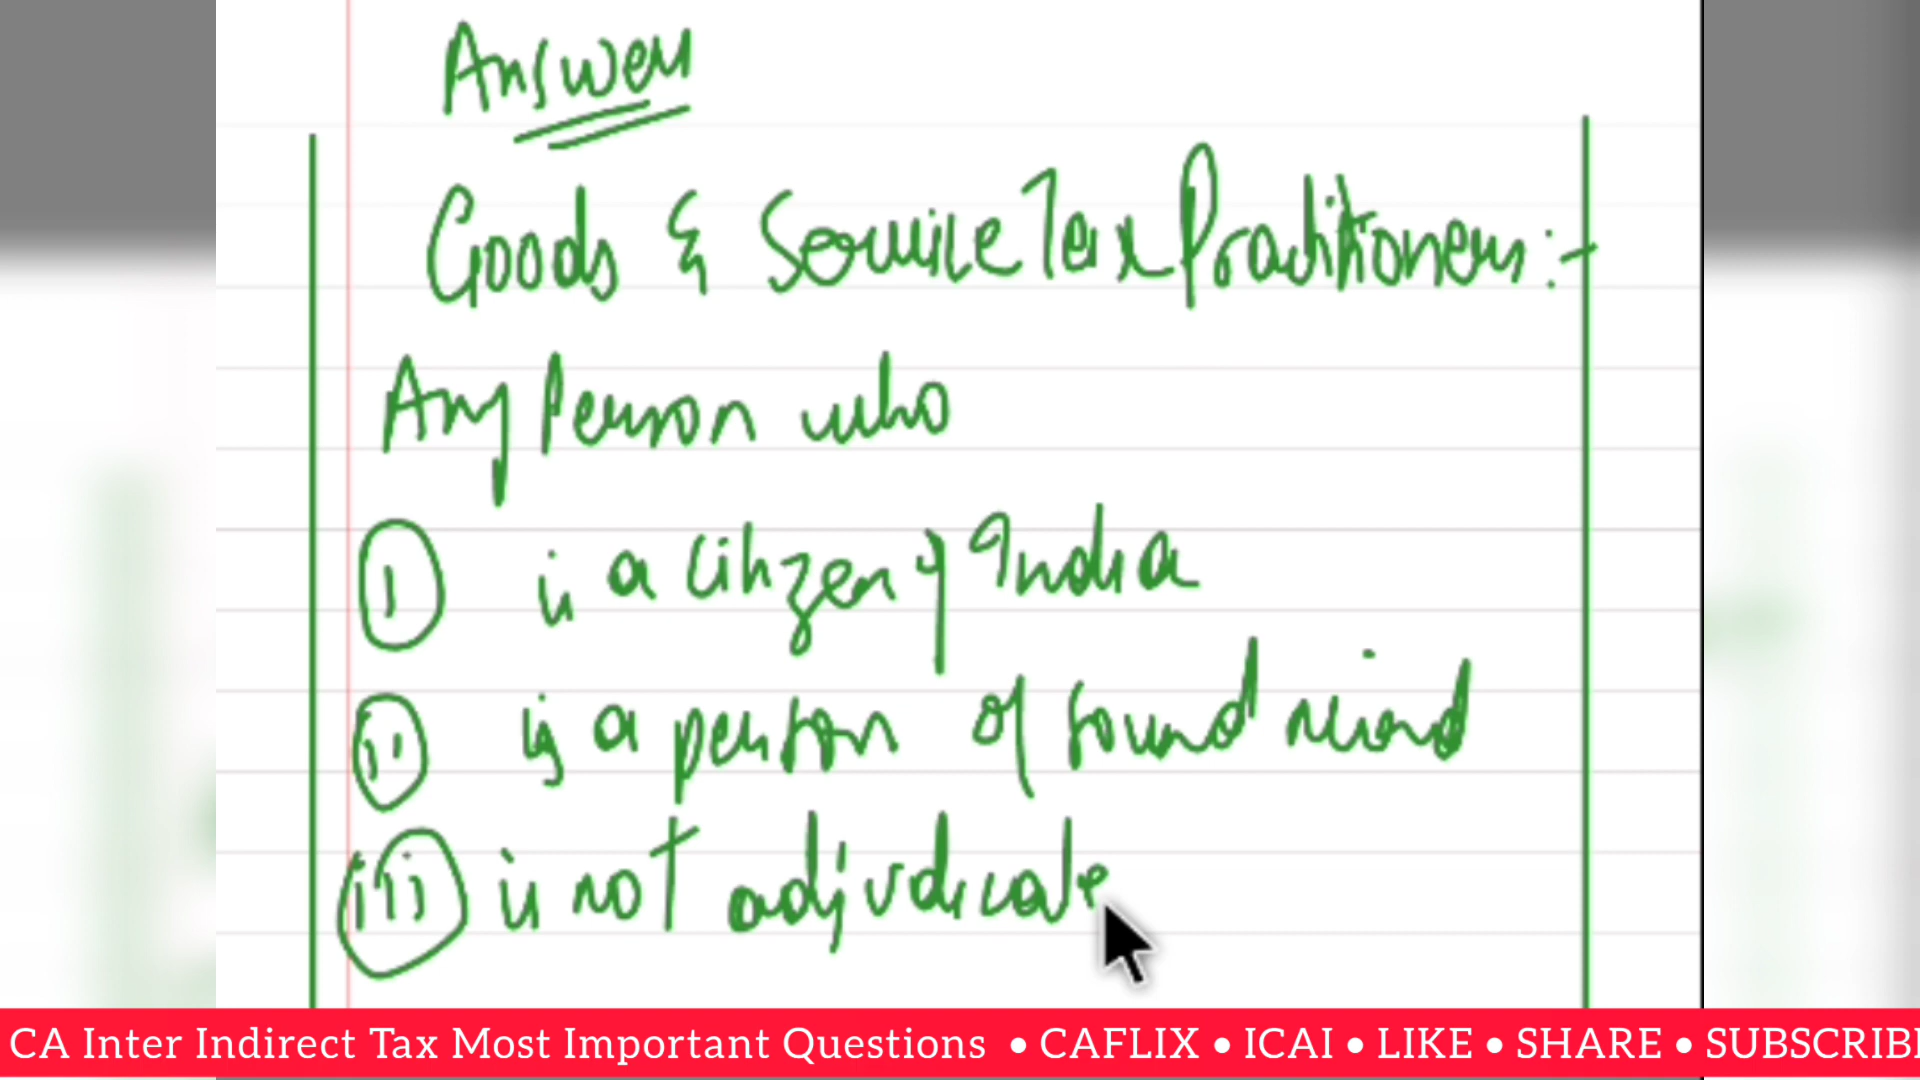 Answer
Goods & Service Tax Practitioners :-
Any Person who
(i) is a citizen of India
(ii) is a person of sound mind
(iii) is not adjudicate
CA Inter Indirect Tax Most Important Questions • CAFLIX • ICAI • LIKE • SHARE • SUBSCRIB